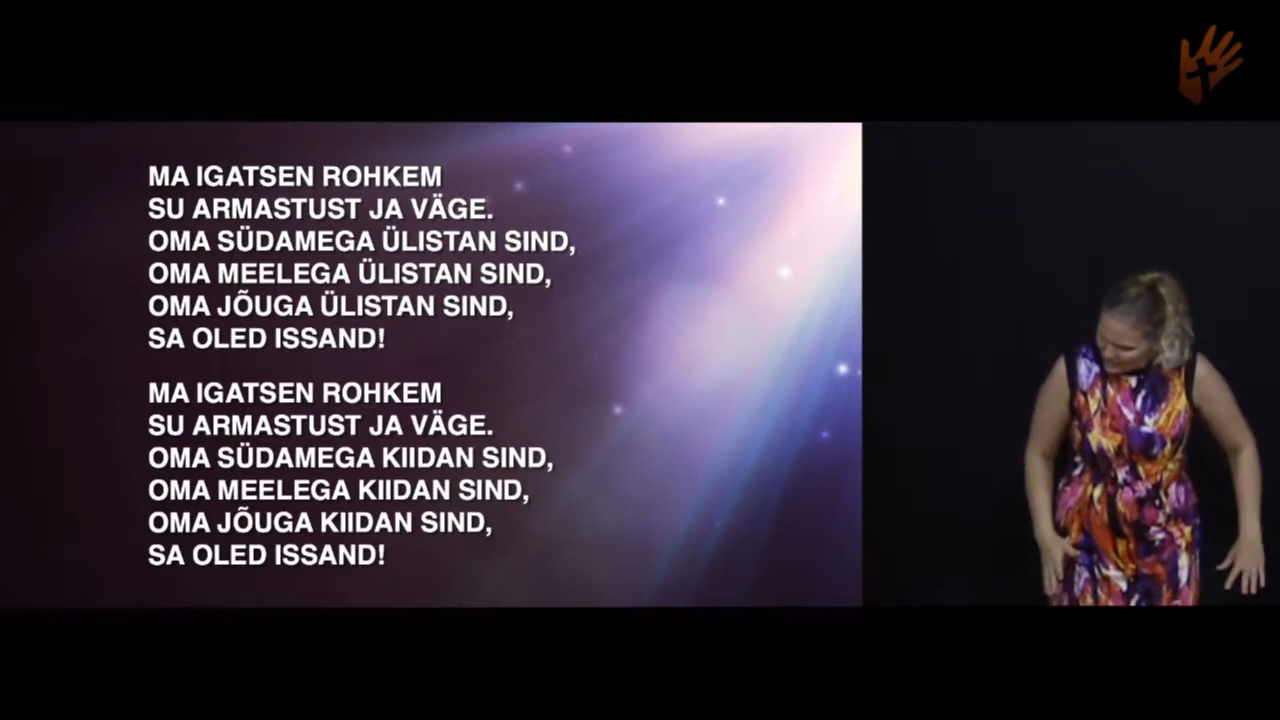 MA IGATSEN ROHKEM
SU ARMASTUST JA VÄGE.
OMA SÜDAMEGA ÜLISTAN SIND,
OMA MEELEGA ÜLISTAN SIND,
OMA JÕUGA ÜLISTAN SIND,
SA OLED ISSAND!
MA IGATSEN ROHKEM
SU ARMASTUST JA VÄGE.
OMA SÜDAMEGA KIIDAN SIND,
OMA MEELEGA KIIDAN SIND,
OMA JÕUGA KIIDAN SIND,
SA OLED ISSAND!